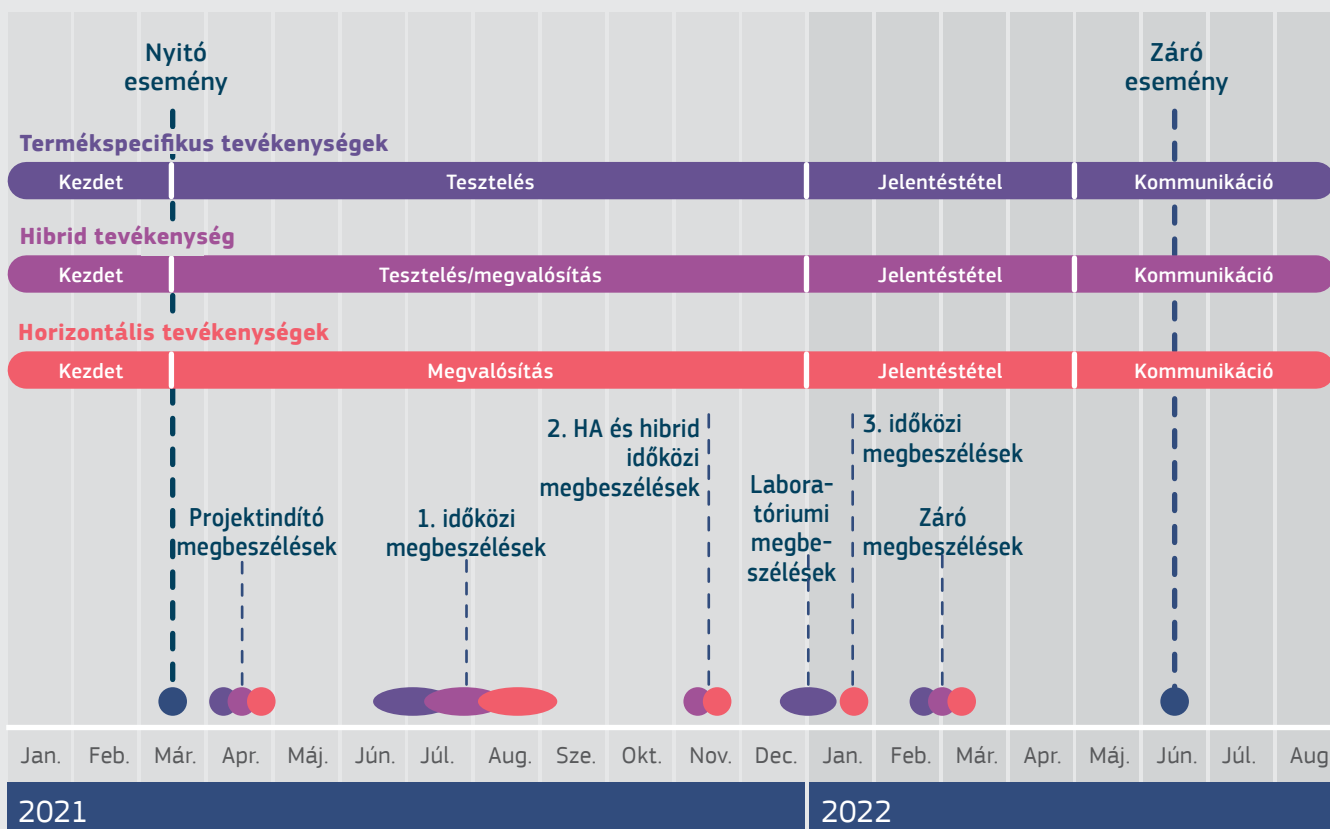 Nyitó
esemény
Záró
esemény
Termékspecifikus tevékenységek
Kezdet
Tesztelés
Jelentéstétel
Kommunikáció
Hibrid tevékenység
Kezdet
Tesztelés/megvalósítás
Jelentéstétel
Kommunikáció
Horizontális tevékenységek
Kezdet
Megvalósítás
Jelentéstétel
Kommunikáció
Projektindító
megbeszélések
1. időközi
megbeszélések
2. HA és hibrid
időközi
megbeszélések
Labora-
tóriumi
megbe-
szélések
3. időközi
megbeszélések
Záró
megbeszélések
Jan. Feb. Már. Apr. Máj. Jún. Júl. Aug. Sze. Okt. Nov. Dec. Jan. Feb. Már. Apr. Máj. Jún. Júl. Aug
2021
2022